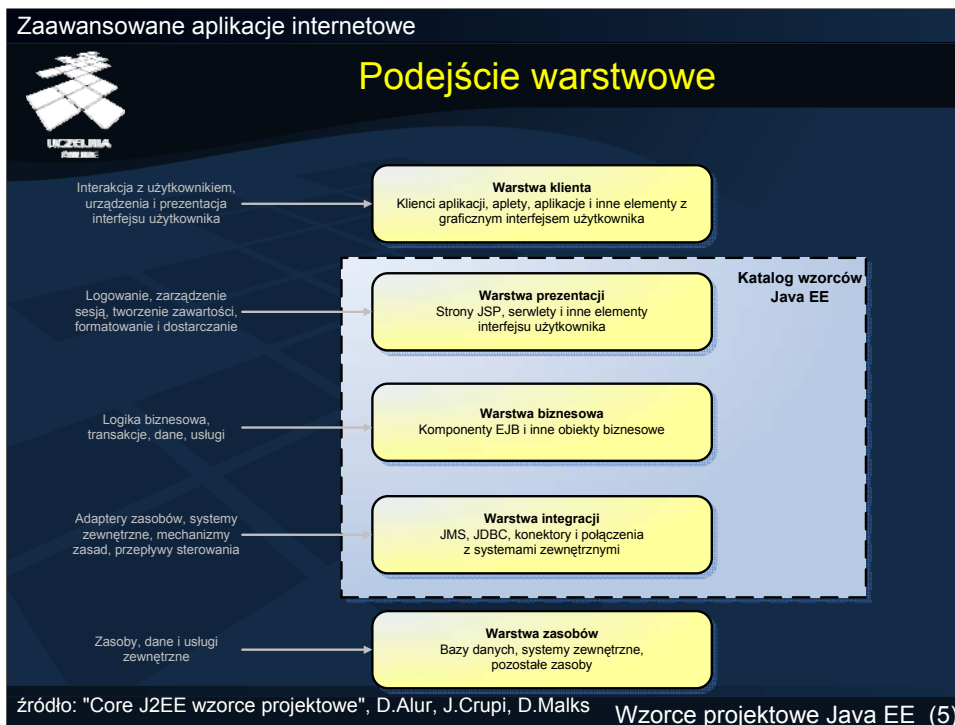 Zaawansowane aplikacje internetowe
Podejście warstwowe
UCZELNIA
ONLINE
Interakcja z użytkownikiem,
urządzenia i prezentacja
interfejsu użytkownika
Warstwa klienta
Klienci aplikacji, aplety, aplikacje i inne elementy z
graficznym interfejsem użytkownika
Katalog wzorców
Java EE
Logowanie, zarządzenie
sesją, tworzenie zawartości,
formatowanie i dostarczanie
Warstwa prezentacji
Strony JSP, serwlety i inne elementy
interfejsu użytkownika
Logika biznesowa,
transakcje, dane, usługi
Warstwa biznesowa
Komponenty EJB i inne obiekty biznesowe
Adaptery zasobów, systemy
zewnętrzne, mechanizmy
zasad, przepływy sterowania
Warstwa integracji
JMS, JDBC, konektory i połączenia
z systemami zewnętrznymi
Zasoby, dane i usługi
zewnętrzne
Warstwa zasobów
Bazy danych, systemy zewnętrzne,
pozostałe zasoby
źródło: "Core J2EE wzorce projektowe", D.Alur, J.Crupi, D.Malks
Wzorce projektowe Java EE (5)